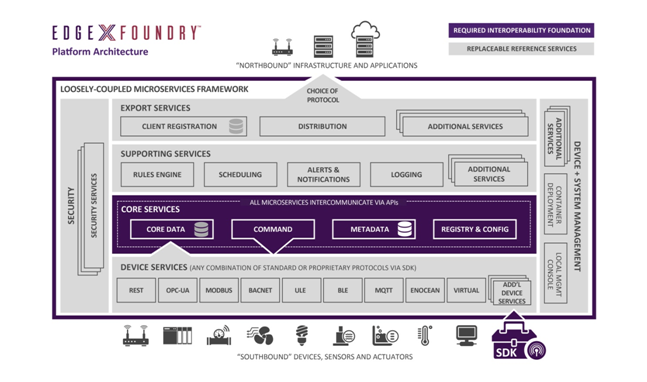 EDGE X FOUNDRY™
Platform Architecture
REQUIRED INTEROPERABILITY FOUNDATION
REPLACEABLE REFERENCE SERVICES
"NORTHBOUND" INFRASTRUCTURE AND APPLICATIONS
LOOSELY-COUPLED MICROSERVICES FRAMEWORK
CHOICE OF
PROTOCOL
EXPORT SERVICES
CLIENT REGISTRATION
DISTRIBUTION
ADDITIONAL SERVICES
SUPPORTING SERVICES
RULES ENGINE
SCHEDULING
ALERTS &
NOTIFICATIONS
LOGGING
ADDITIONAL
SERVICES
ALL MICROSERVICES INTERCOMMUNICATE VIA APIs
CORE SERVICES
CORE DATA
COMMAND
METADATA
REGISTRY & CONFIG
DEVICE SERVICES (ANY COMBINATION OF STANDARD OR PROPRIETARY PROTOCOLS VIA SDK)
REST
OPC-UA
MODBUS
BACNET
ULE
BLE
MQTT
ENOCEAN
VIRTUAL
ADD'L
DEVICE
SERVICES
SECURITY
SECURITY SERVICES
ADDITIONAL
SERVICES
CONTAINER
DEPLOYMENT
LOCAL MGMT
CONSOLE
DEVICE + SYSTEM MANAGEMENT
SDK
"SOUTHBOUND" DEVICES, SENSORS AND ACTUATORS